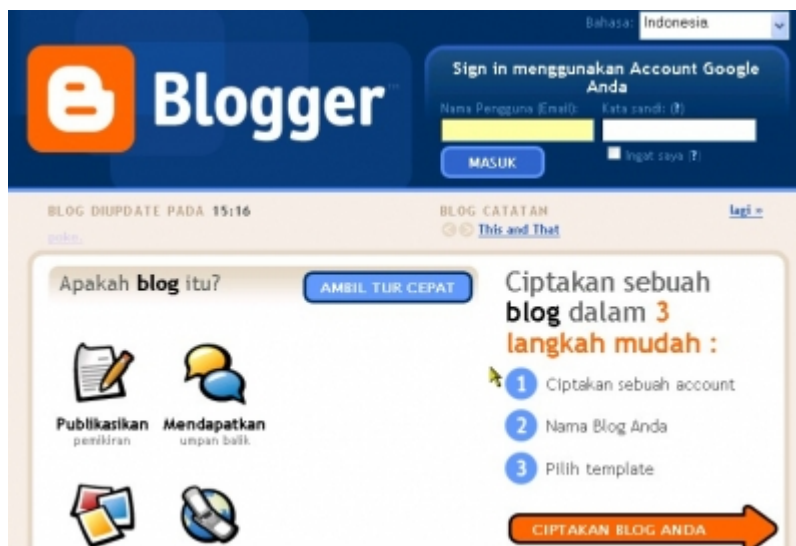 Bahasa: Indonesia
Blogger™
Sign in menggunakan Account Google
Anda
Nama Pengguna (Email):
Kata sandi: (?)
MASUK
Ingat saya (?)
BLOG DIUPDATE PADA 15:16
BLOG CATATAN
lagi »
poke.
This and That
Apakah blog itu?
AMBIL TUR CEPAT
Publikasikan
pemikiran
Mendapatkan
umpan balik
Ciptakan sebuah
blog dalam 3
langkah mudah :
1 Ciptakan sebuah account
2 Nama Blog Anda
3 Pilih template
CIPTAKAN BLOG ANDA